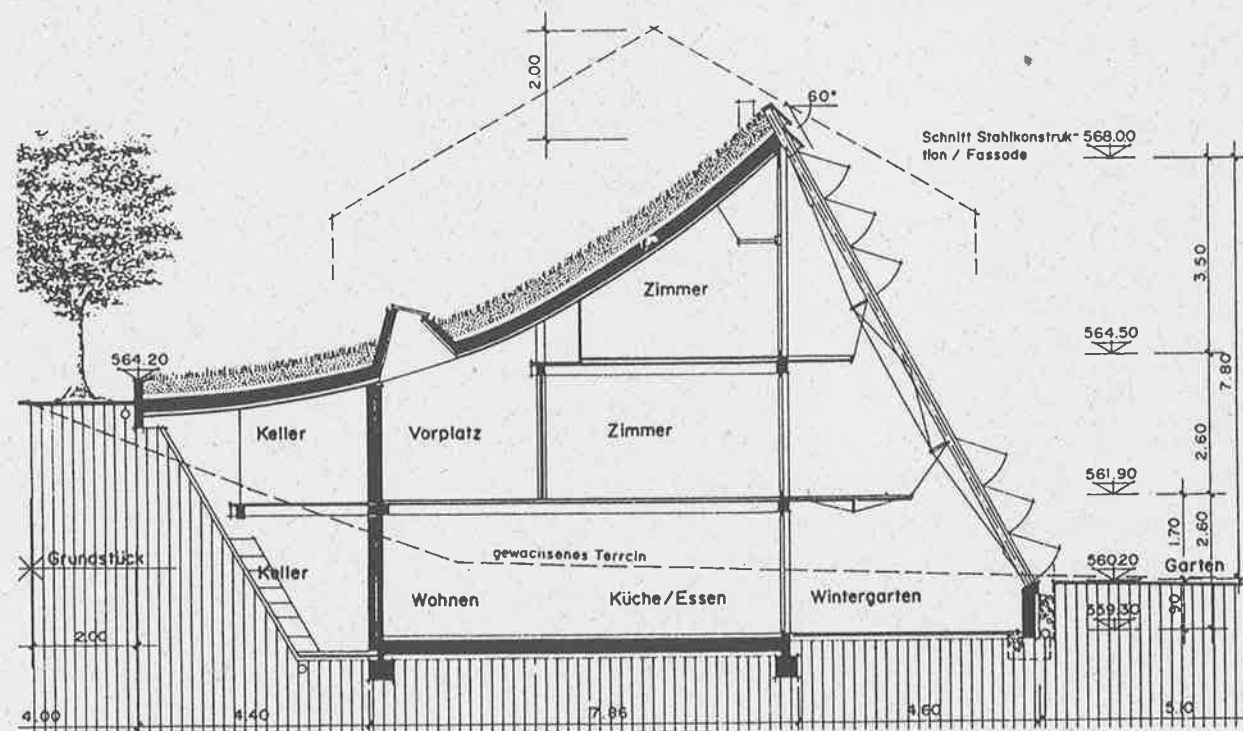 2.00
60°
Schnitt Stahlkonstruk-
tion / Fassade
568.00
3.50
Zimmer
564.20
564.50
7.80
Keller
Vorplatz
Zimmer
2.60
561.90
1.70
2.60
gewachsenes Terrain
Grundstück
Keller
560.20
Garten
Wohnen
Küche/Essen
Wintergarten
90
559.30
2.00
4.00
4.40
7.86
4.60
5.10